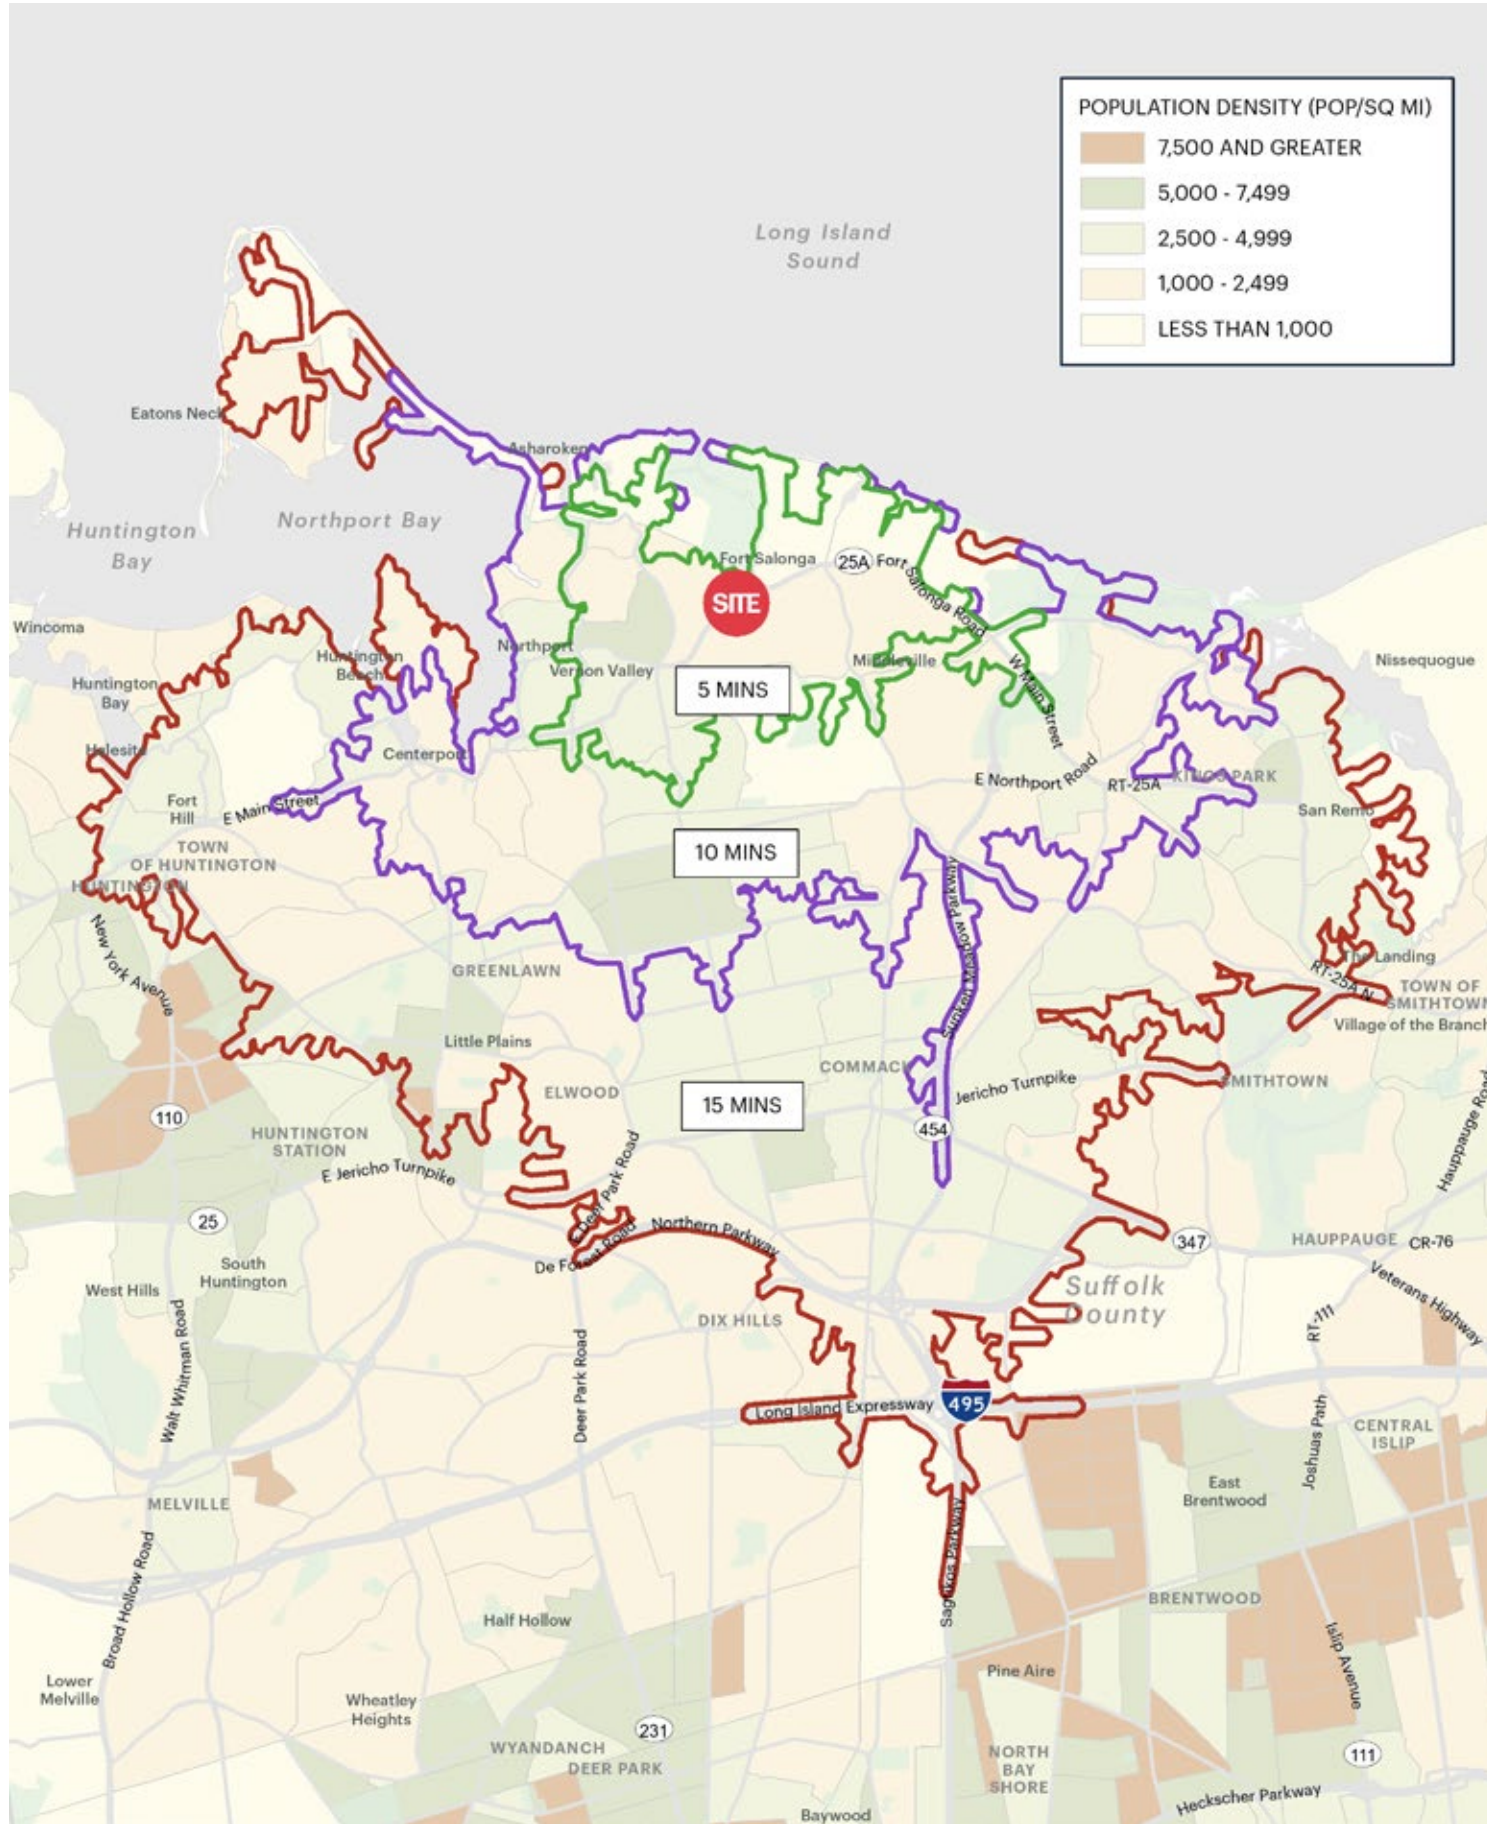 POPULATION DENSITY (POP/SQ MI)
7,500 AND GREATER
5,000 - 7,499
2,500 - 4,999
1,000 - 2,499
LESS THAN 1,000
Long Island
Sound
Eatons Neck
Asharoken
Northport Bay
Huntington
Bay
Fort Salonga
25A
Fort Salonga Road
SITE
Wincoma
Northport
Huntington
Beach
Vernon Valley
Middleville
Nissequogue
Huntington
Bay
5 MINS
W Main Street
Halesite
Centerport
E Northport Road
RT-25A
KINGS PARK
Fort
Hill
E Main Street
San Remo
TOWN
OF HUNTINGTON
HUNTINGTON
10 MINS
Sunken Meadow Parkway
New York Avenue
GREENLAWN
The Landing
RT-25A N
TOWN OF
SMITHTOWN
Village of the Branch
Little Plains
ELWOOD
COMMACK
Jericho Turnpike
SMITHTOWN
15 MINS
110
454
HUNTINGTON
STATION
E Jericho Turnpike
E Deer Park Road
Hauppauge Road
25
Northern Parkway
De Forest Road
347
HAUPPAUGE
CR-76
South
Huntington
West Hills
Suffolk
County
Veterans Highway
DIX HILLS
RT-111
Walt Whitman Road
Deer Park Road
Long Island Expressway
495
Joshuas Path
CENTRAL
ISLIP
East
Brentwood
MELVILLE
Broad Hollow Road
Sagtikos Parkway
BRENTWOOD
Half Hollow
Islip Avenue
Pine Aire
Lower
Melville
Wheatley
Heights
231
WYANDANCH
DEER PARK
NORTH
BAY
SHORE
111
Heckscher Parkway
Baywood